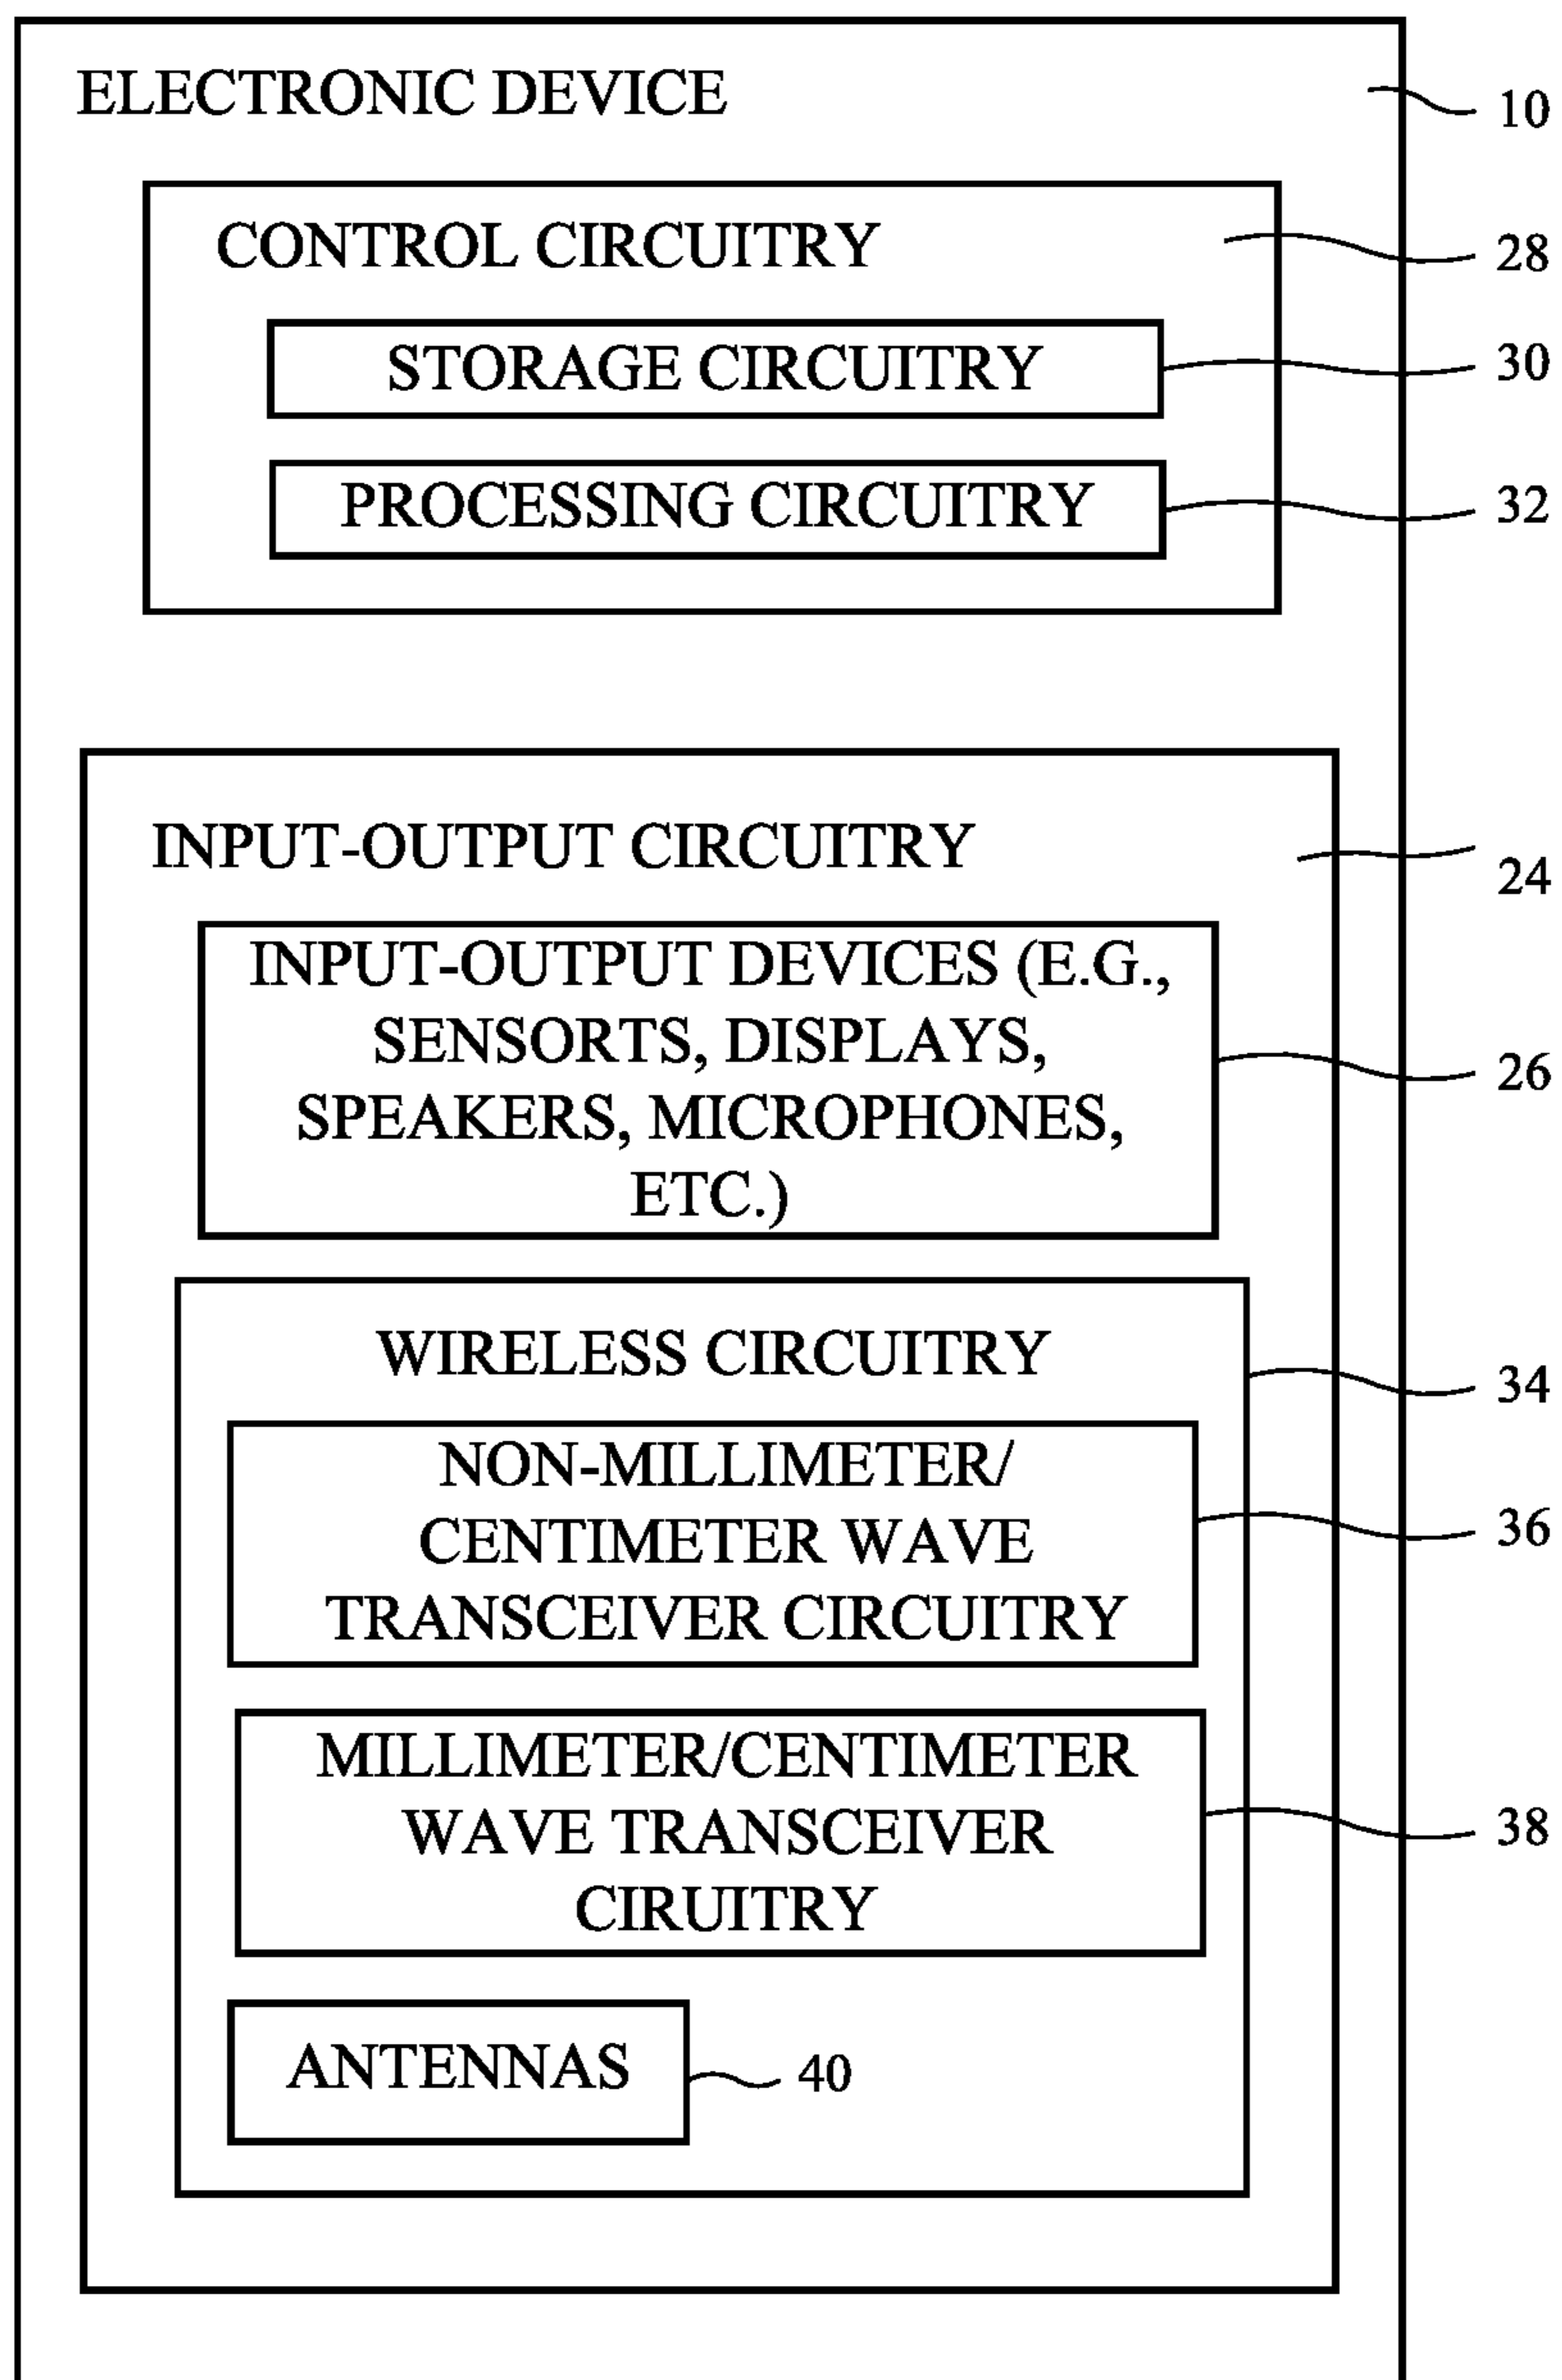 ELECTRONIC DEVICE
10
CONTROL CIRCUITRY
28
STORAGE CIRCUITRY
30
PROCESSING CIRCUITRY
32
INPUT-OUTPUT CIRCUITRY
24
INPUT-OUTPUT DEVICES (E.G.,
SENSORTS, DISPLAYS,
SPEAKERS, MICROPHONES,
ETC.)
26
WIRELESS CIRCUITRY
34
NON-MILLIMETER/
CENTIMETER WAVE
TRANSCEIVER CIRCUITRY
36
MILLIMETER/CENTIMETER
WAVE TRANSCEIVER
CIRUITRY
38
ANTENNAS
40